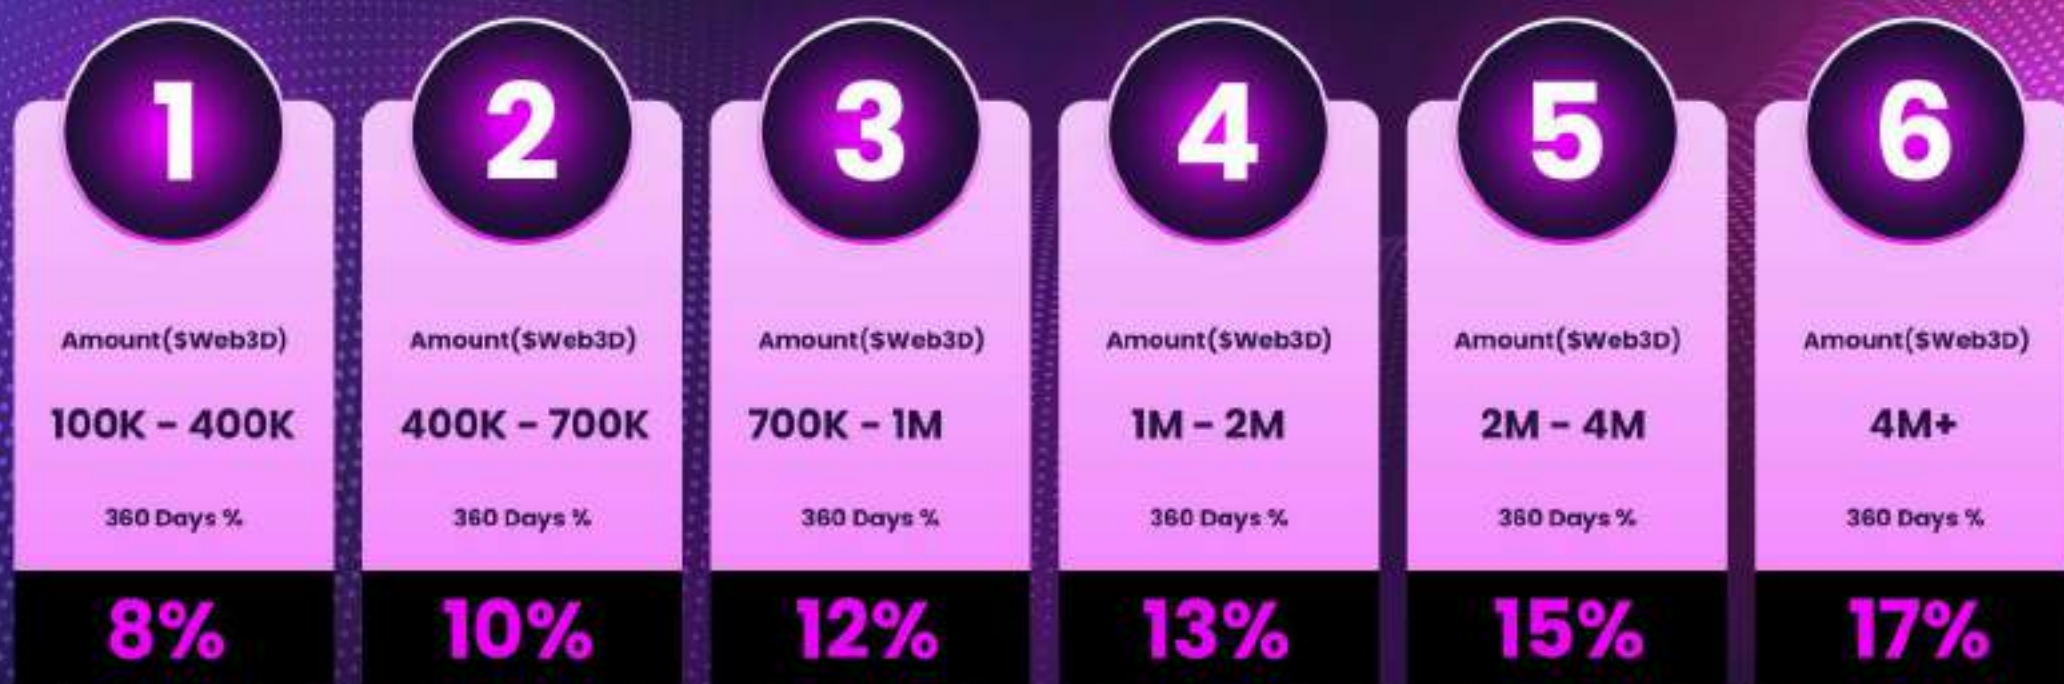 1
Amount($Web3D)
100K - 400K
360 Days %
8%
2
Amount($Web3D)
400K - 700K
360 Days %
10%
3
Amount($Web3D)
700K - 1M
360 Days %
12%
4
Amount($Web3D)
1M - 2M
360 Days %
13%
5
Amount($Web3D)
2M - 4M
360 Days %
15%
6
Amount($Web3D)
4M+
360 Days %
17%